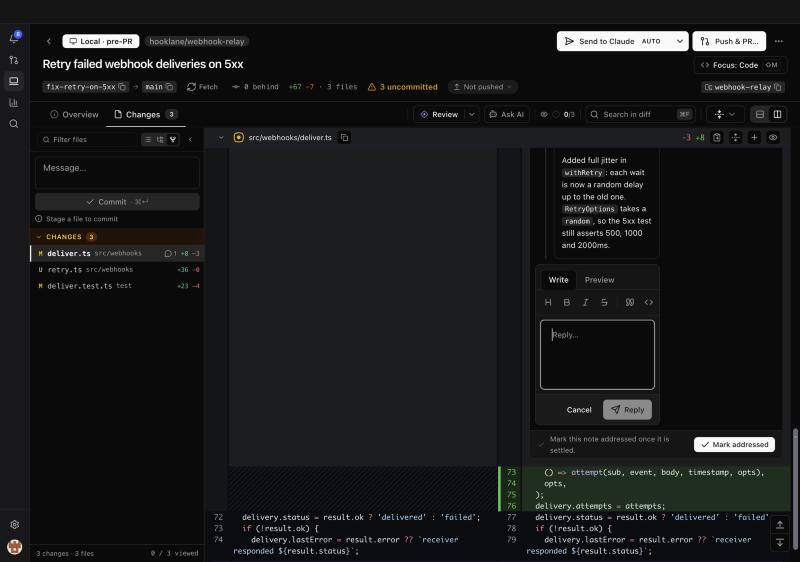 8
Local · pre-PR
hooklane/webhook-relay
Send to Claude AUTO
Push & PR...
Retry failed webhook deliveries on 5xx
Focus: Code
fix-retry-on-5xx → main
Fetch
0 behind
+67 -7 · 3 files
3 uncommitted
Not pushed
webhook-relay
Overview
Changes 3
Review
Ask AI
0/3
Search in diff ⌘F
Filter files
src/webhooks/deliver.ts
-3 +8
Message...
Commit · ⌘↵
Stage a file to commit
CHANGES 3
M deliver.ts src/webhooks 1 +8 -3
U retry.ts src/webhooks +36 -0
M deliver.test.ts test +23 -4
Added full jitter in
withRetry: each wait
is now a random delay
up to the old one.
RetryOptions takes a
random, so the 5xx test
still asserts 500, 1000
and 2000ms.
Write
Preview
H B I S
Reply...
Cancel
Reply
Mark this note addressed once it is
settled.
Mark addressed
73 () => attempt(sub, event, body, timestamp, opts),
74 opts,
75 );
76 delivery.attempts = attempts;
72 delivery.status = result.ok ? 'delivered' : 'failed';
73 if (!result.ok) {
74 delivery.lastError = result.error ?? `receiver
responded ${result.status}`;
77 delivery.status = result.ok ? 'delivered' : 'failed'
78 if (!result.ok) {
79 delivery.lastError = result.error ?? `receiver
responded ${result.status}`;
3 changes · 3 files
0 / 3 viewed